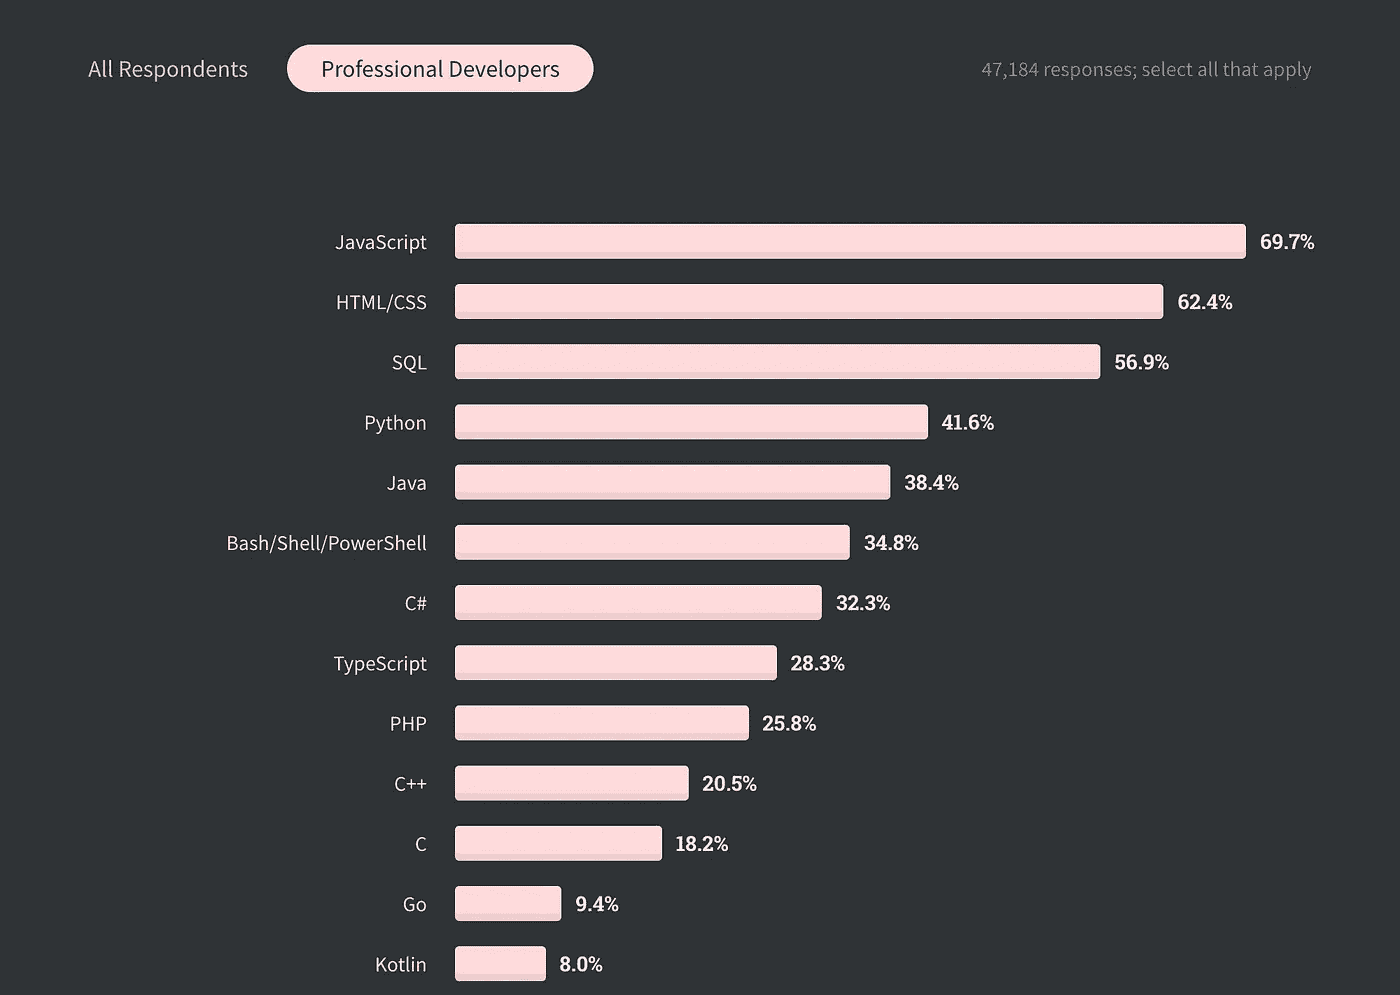 All Respondents Professional Developers 47,184 responses; select all that apply
JavaScript 69.7%
HTML/CSS 62.4%
SQL 56.9%
Python 41.6%
Java 38.4%
Bash/Shell/PowerShell 34.8%
C# 32.3%
TypeScript 28.3%
PHP 25.8%
C++ 20.5%
C 18.2%
Go 9.4%
Kotlin 8.0%